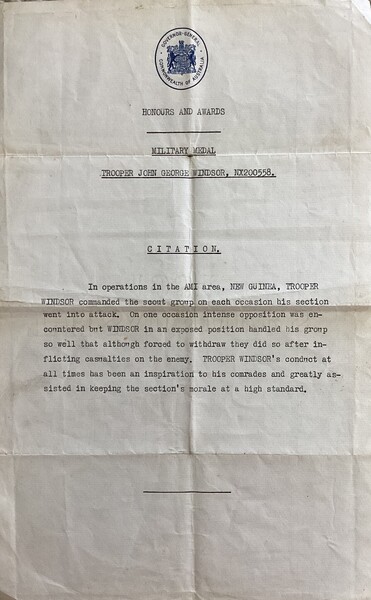 GOVERNOR-GENERAL
COMMONWEALTH OF AUSTRALIA
HONOURS AND AWARDS
MILITARY MEDAL
TROOPER JOHN GEORGE WINDSOR, NX200558.
CITATION.
In operations in the AMI area, NEW GUINEA, TROOPER
WINDSOR commanded the scout group on each occasion his section
went into attack. On one occasion intense opposition was en-
countered but WINDSOR in an exposed position handled his group
so well that although forced to withdraw they did so after in-
flicting casualties on the enemy. TROOPER WINDSOR's conduct at
all times has been an inspiration to his comrades and greatly as-
sisted in keeping the section's morale at a high standard.